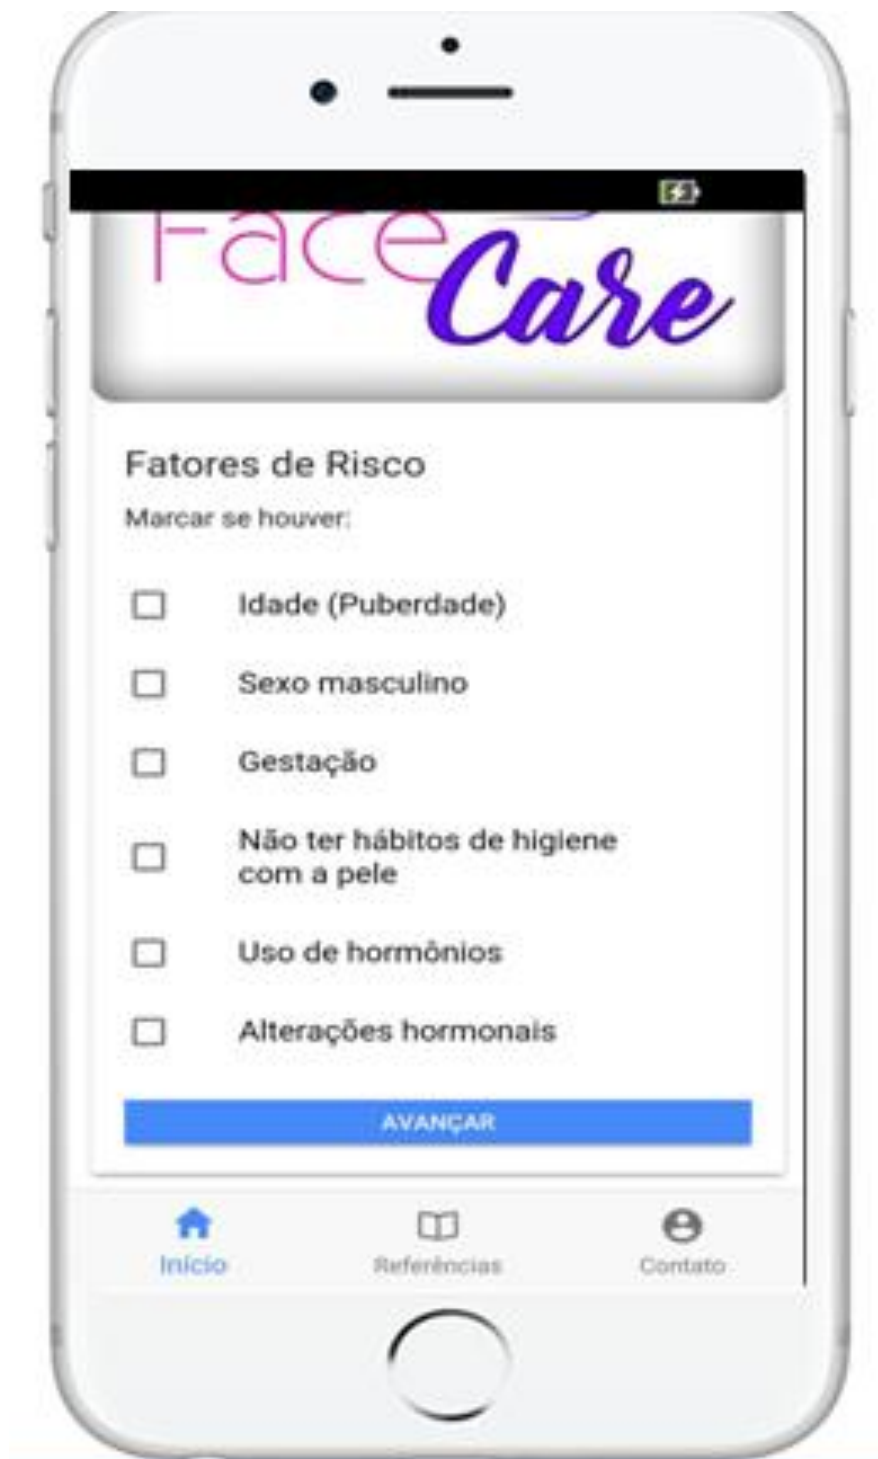 Face
Care
Fatores de Risco
Marcar se houver:
Idade (Puberdade)
Sexo masculino
Gestação
Não ter hábitos de higiene
com a pele
Uso de hormônios
Alterações hormonais
AVANÇAR
Início
Referências
Contato